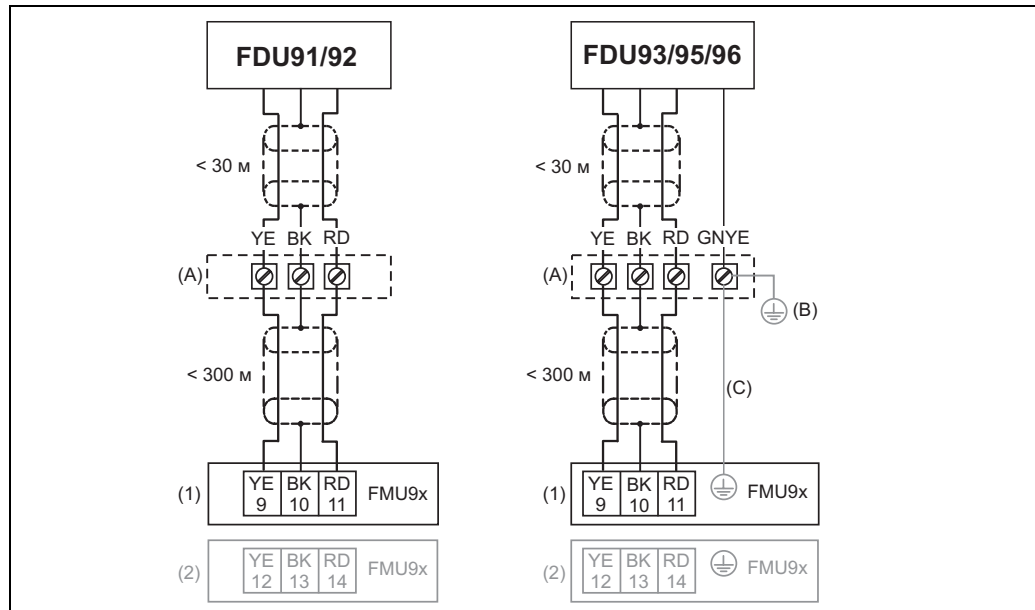 FDU91/92
< 30 м
YE BK RD
(A)
< 300 м
(1)
YE BK RD
9 10 11
FMU9x
(2)
YE BK RD
12 13 14
FMU9x
FDU93/95/96
< 30 м
YE BK RD GNYE
(A)
(B)
< 300 м
(C)
(1)
YE BK RD
9 10 11
FMU9x
(2)
YE BK RD
12 13 14
FMU9x